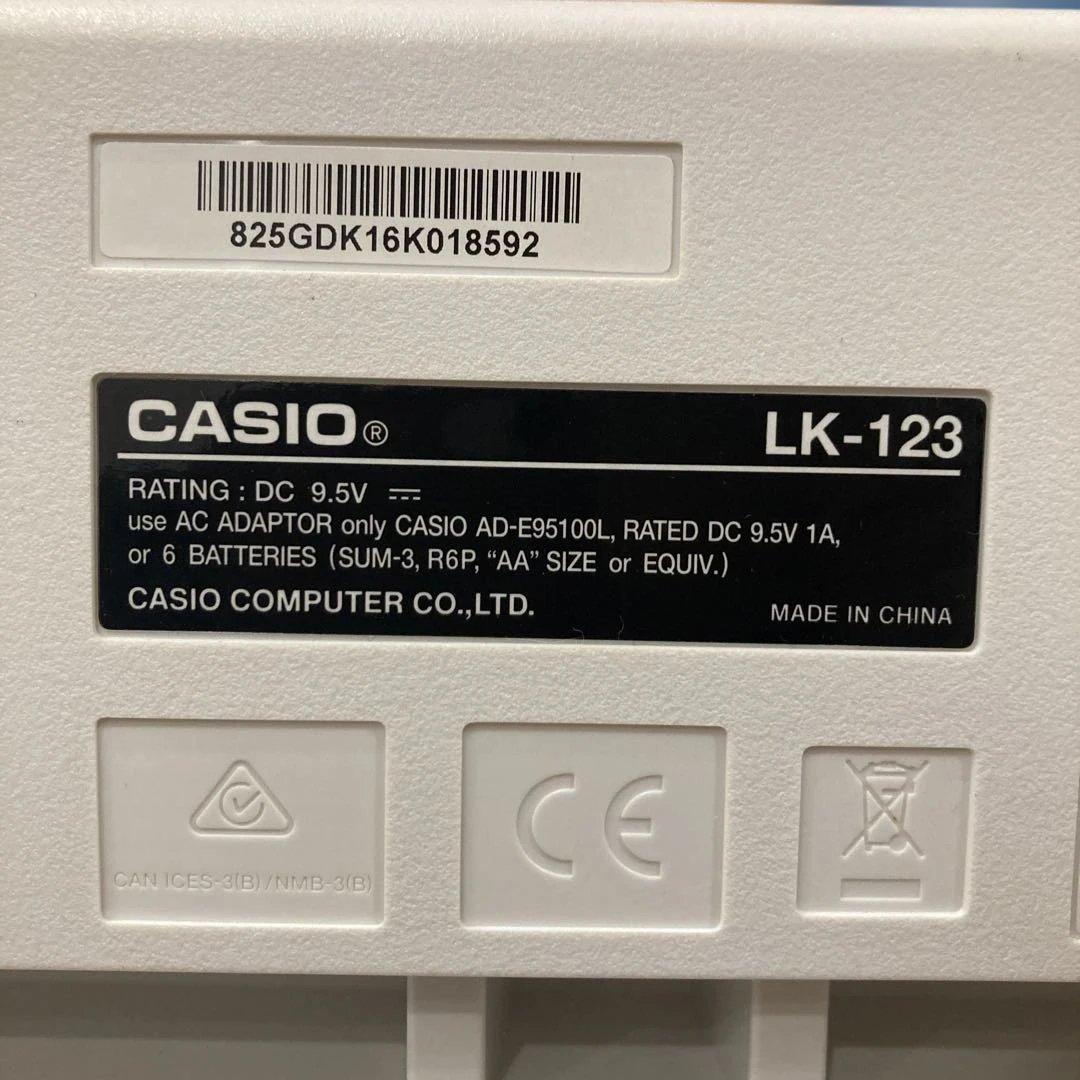 825GDK16K018592
CASIO® LK-123
RATING : DC 9.5V ⎓
use AC ADAPTOR only CASIO AD-E95100L, RATED DC 9.5V 1A,
or 6 BATTERIES (SUM-3, R6P, “AA” SIZE or EQUIV.)
CASIO COMPUTER CO.,LTD. MADE IN CHINA
CAN ICES-3(B)/NMB-3(B)
CE